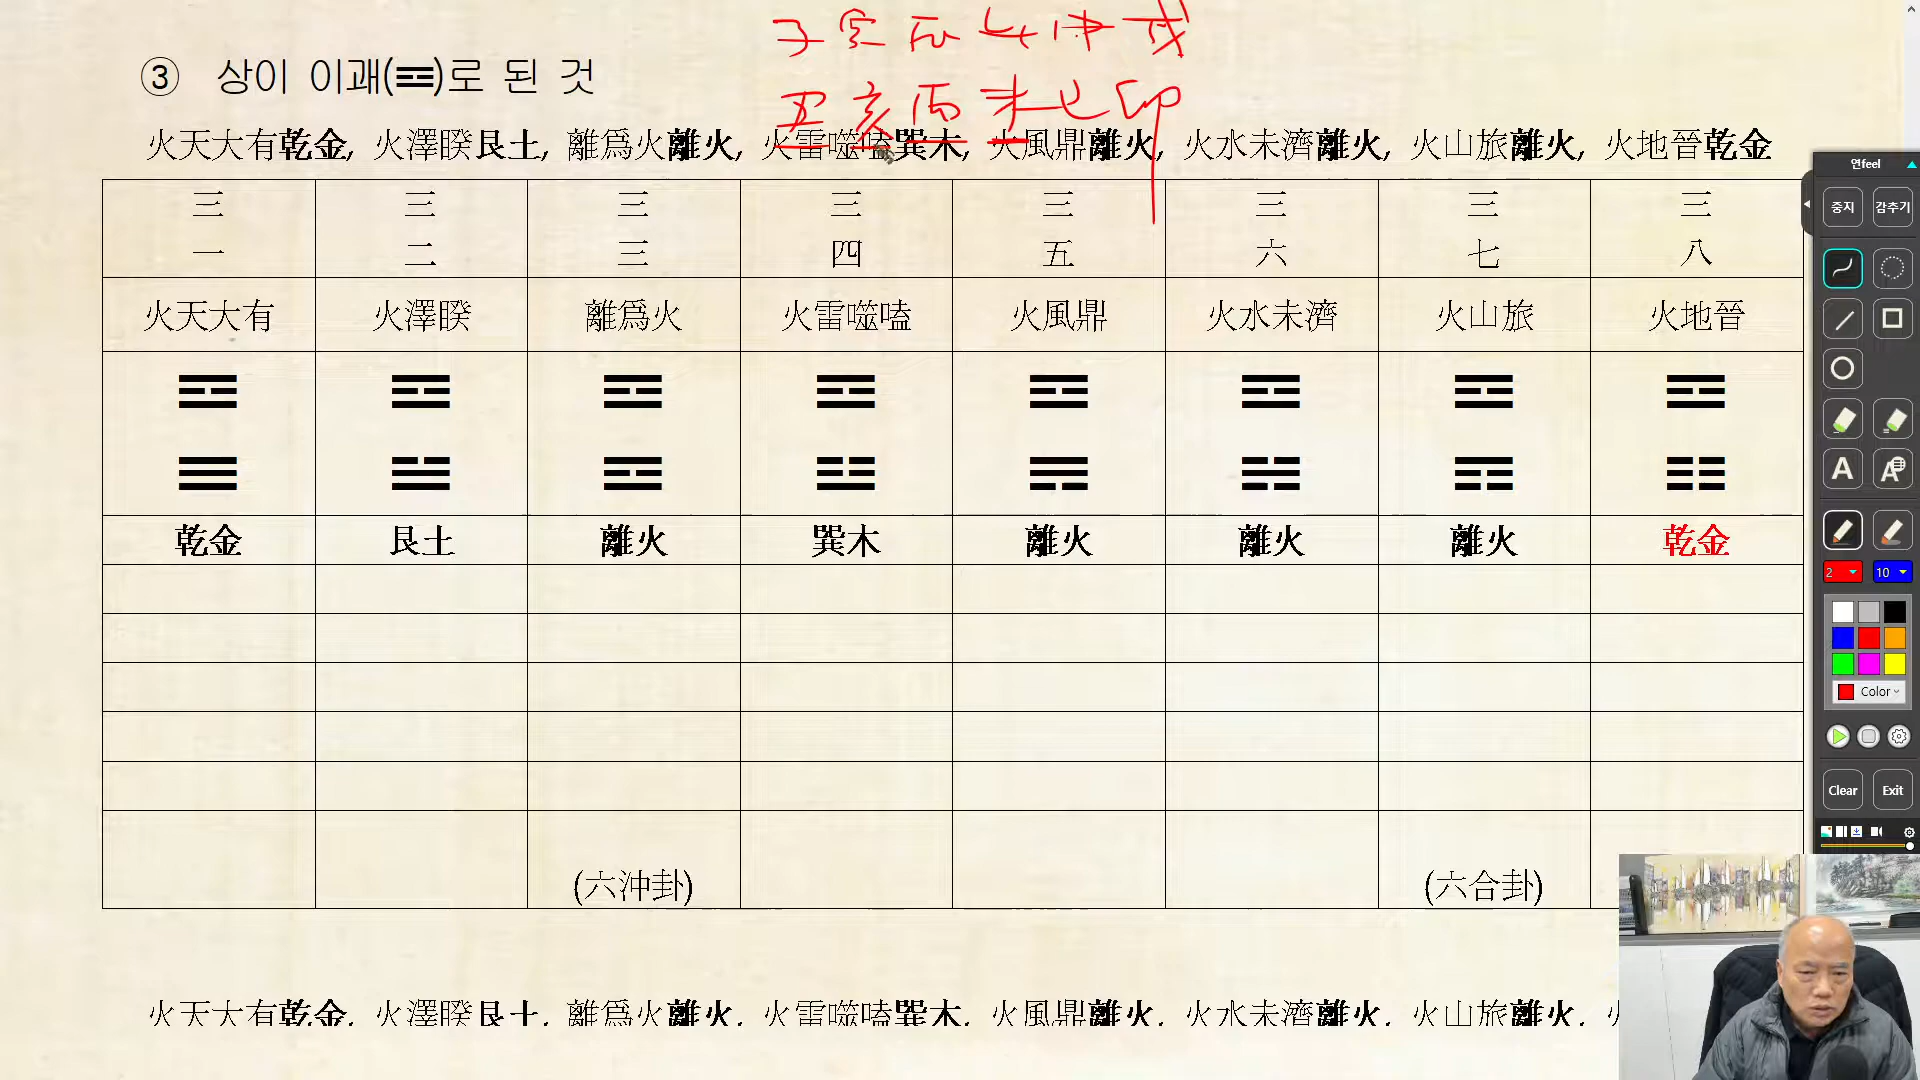 子寅辰午申戌
③ 상이 이괘(☲)로 된 것
丑亥酉未巳卯
火天大有乾金, 火澤睽艮土, 離爲火離火, 火雷噬嗑巽木, 火風鼎離火, 火水未濟離火, 火山旅離火, 火地晉乾金
三 三 三 三 三 三 三 三
一 二 三 四 五 六 七 八
火天大有 火澤睽 離爲火 火雷噬嗑 火風鼎 火水未濟 火山旅 火地晉
☲ ☲ ☲ ☲ ☲ ☲ ☲ ☲
☰ ☱ ☲ ☳ ☴ ☵ ☶ ☷
乾金 艮土 離火 巽木 離火 離火 離火 乾金
(六沖卦) (六合卦)
火天大有乾金, 火澤睽艮土, 離爲火離火, 火雷噬嗑巽木, 火風鼎離火, 火水未濟離火, 火山旅離火,
연feel
중지 감추기
A A
2 10
Color
Clear Exit